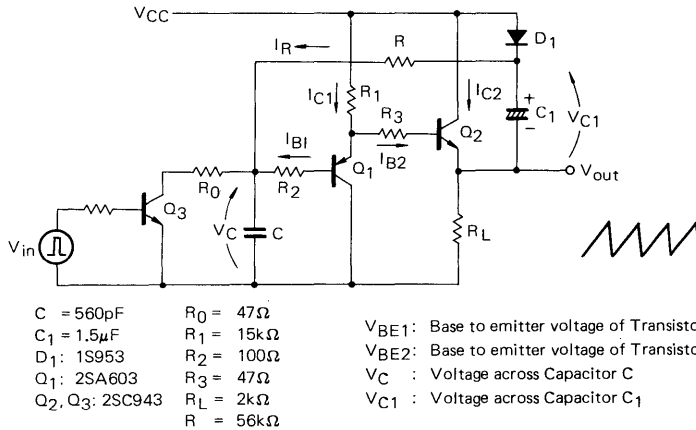 VCC
IR
R
D1
IC1
R1
R3
IC2
+
C1
−
VC1
IB1
Q1
IB2
Q2
Vout
R0
R2
Q3
VC
C
RL
Vin
C = 560pF
C1 = 1.5μF
D1: 1S953
Q1: 2SA603
Q2, Q3: 2SC943
R0 = 47Ω
R1 = 15kΩ
R2 = 100Ω
R3 = 47Ω
RL = 2kΩ
R = 56kΩ
VBE1: Base to emitter voltage of
VBE2: Base to emitter voltage of
VC : Voltage across Capacitor C
VC1 : Voltage across Capacitor C1